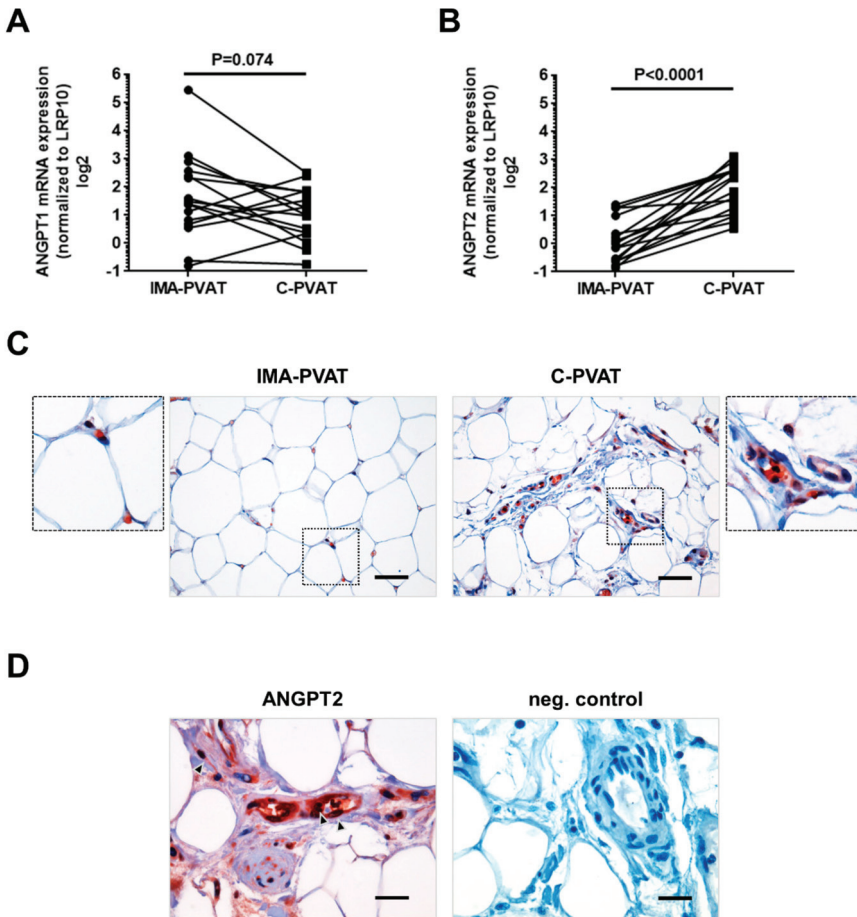 A
P=0.074
ANGPT1 mRNA expression
(normalized to LRP10)
log2
6
5
4
3
2
1
0
-1
IMA-PVAT C-PVAT
B
P<0.0001
ANGPT2 mRNA expression
(normalized to LRP10)
log2
6
5
4
3
2
1
0
-1
IMA-PVAT C-PVAT
C
IMA-PVAT C-PVAT
D
ANGPT2 neg. control